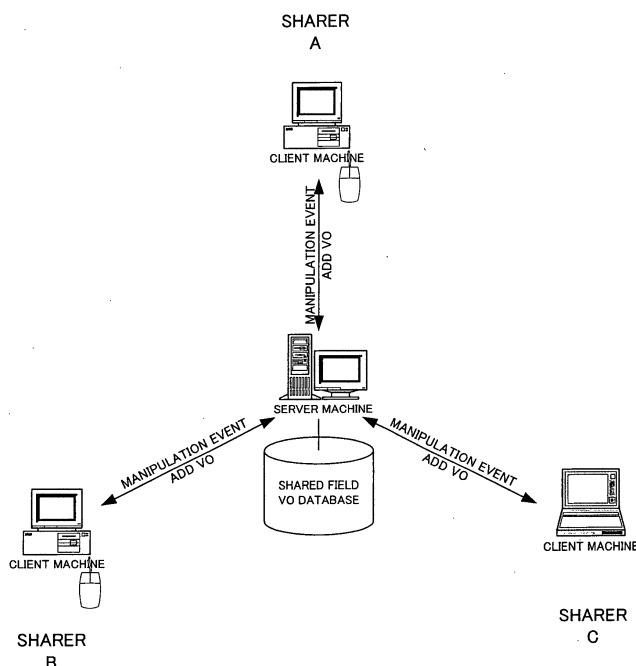 SHARER
A
CLIENT MACHINE
MANIPULATION EVENT
ADD VO
SERVER MACHINE
MANIPULATION EVENT
ADD VO
MANIPULATION EVENT
ADD VO
SHARED FIELD
VO DATABASE
CLIENT MACHINE
CLIENT MACHINE
SHARER
B
SHARER
C